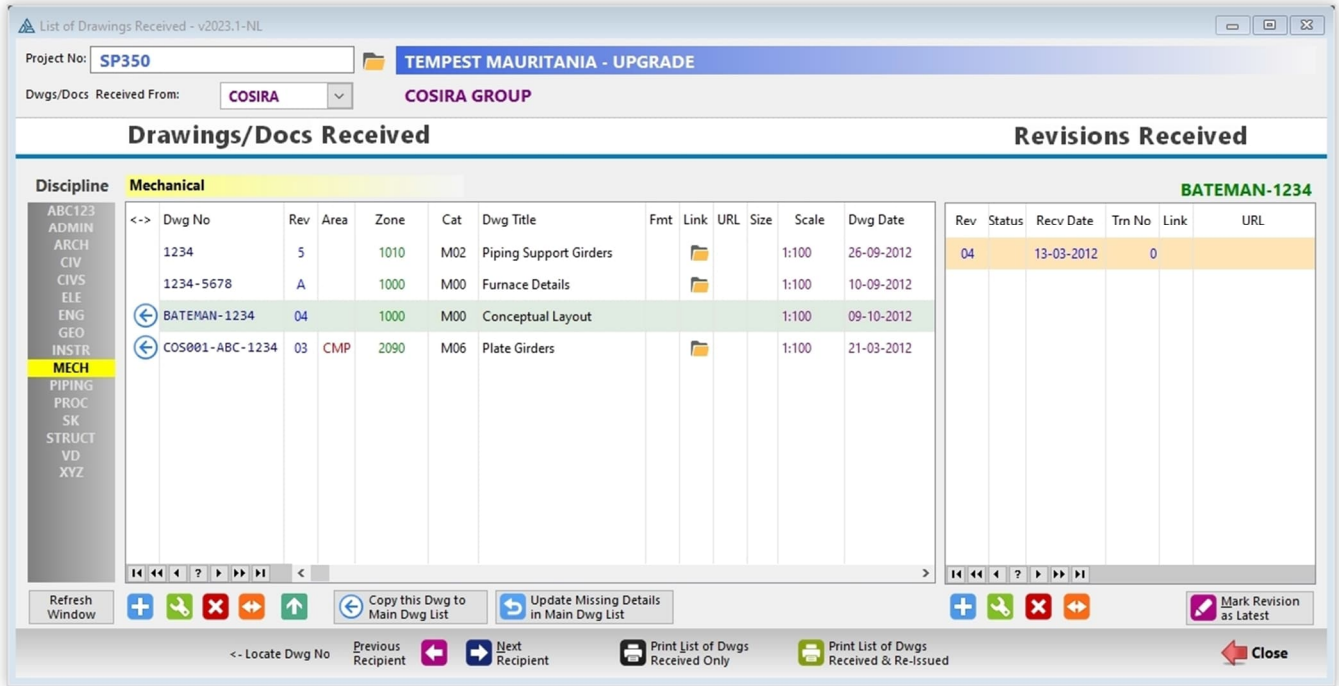 List of Drawings Received - v2023.1-NL
Project No: SP350 TEMPEST MAURITANIA - UPGRADE
Dwgs/Docs Received From: COSIRA COSIRA GROUP
Drawings/Docs Received Revisions Received
Discipline Mechanical BATEMAN-1234
ABC123
ADMIN
ARCH
CIV
CIVS
ELE
ENG
GEO
INSTR
MECH
PIPING
PROC
SK
STRUCT
VD
XYZ
<-> Dwg No Rev Area Zone Cat Dwg Title Fmt Link URL Size Scale Dwg Date
1234 5 1010 M02 Piping Support Girders 1:100 26-09-2012
1234-5678 A 1000 M00 Furnace Details 1:100 10-09-2012
BATEMAN-1234 04 1000 M00 Conceptual Layout 1:100 09-10-2012
COS001-ABC-1234 03 CMP 2090 M06 Plate Girders 1:100 21-03-2012
Rev Status Recv Date Trn No Link URL
04 13-03-2012 0
Refresh
Window
Copy this Dwg to
Main Dwg List
Update Missing Details
in Main Dwg List
Mark Revision
as Latest
<- Locate Dwg No
Previous
Recipient
Next
Recipient
Print List of Dwgs
Received Only
Print List of Dwgs
Received & Re-Issued
Close